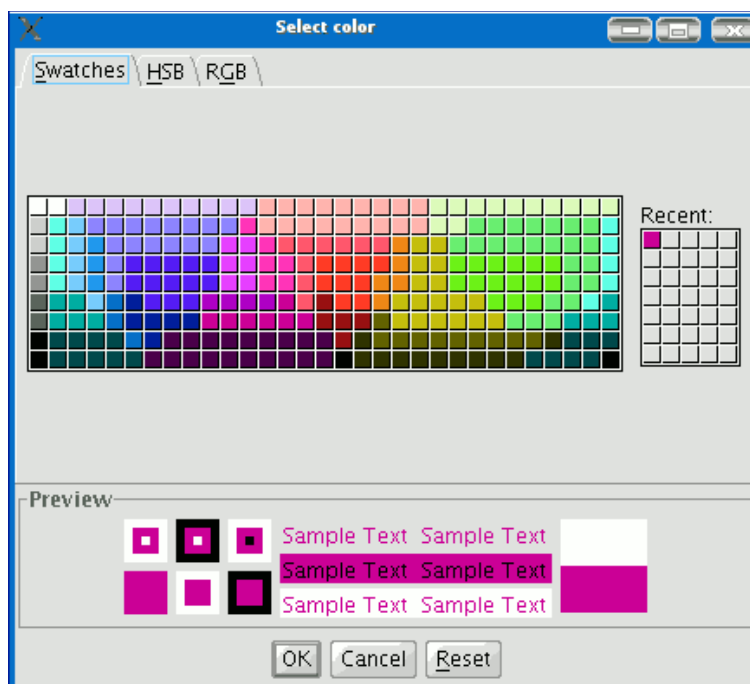 Select color
Swatches HSB RGB
Recent:
Preview
Sample Text Sample Text
Sample Text Sample Text
Sample Text Sample Text
OK Cancel Reset